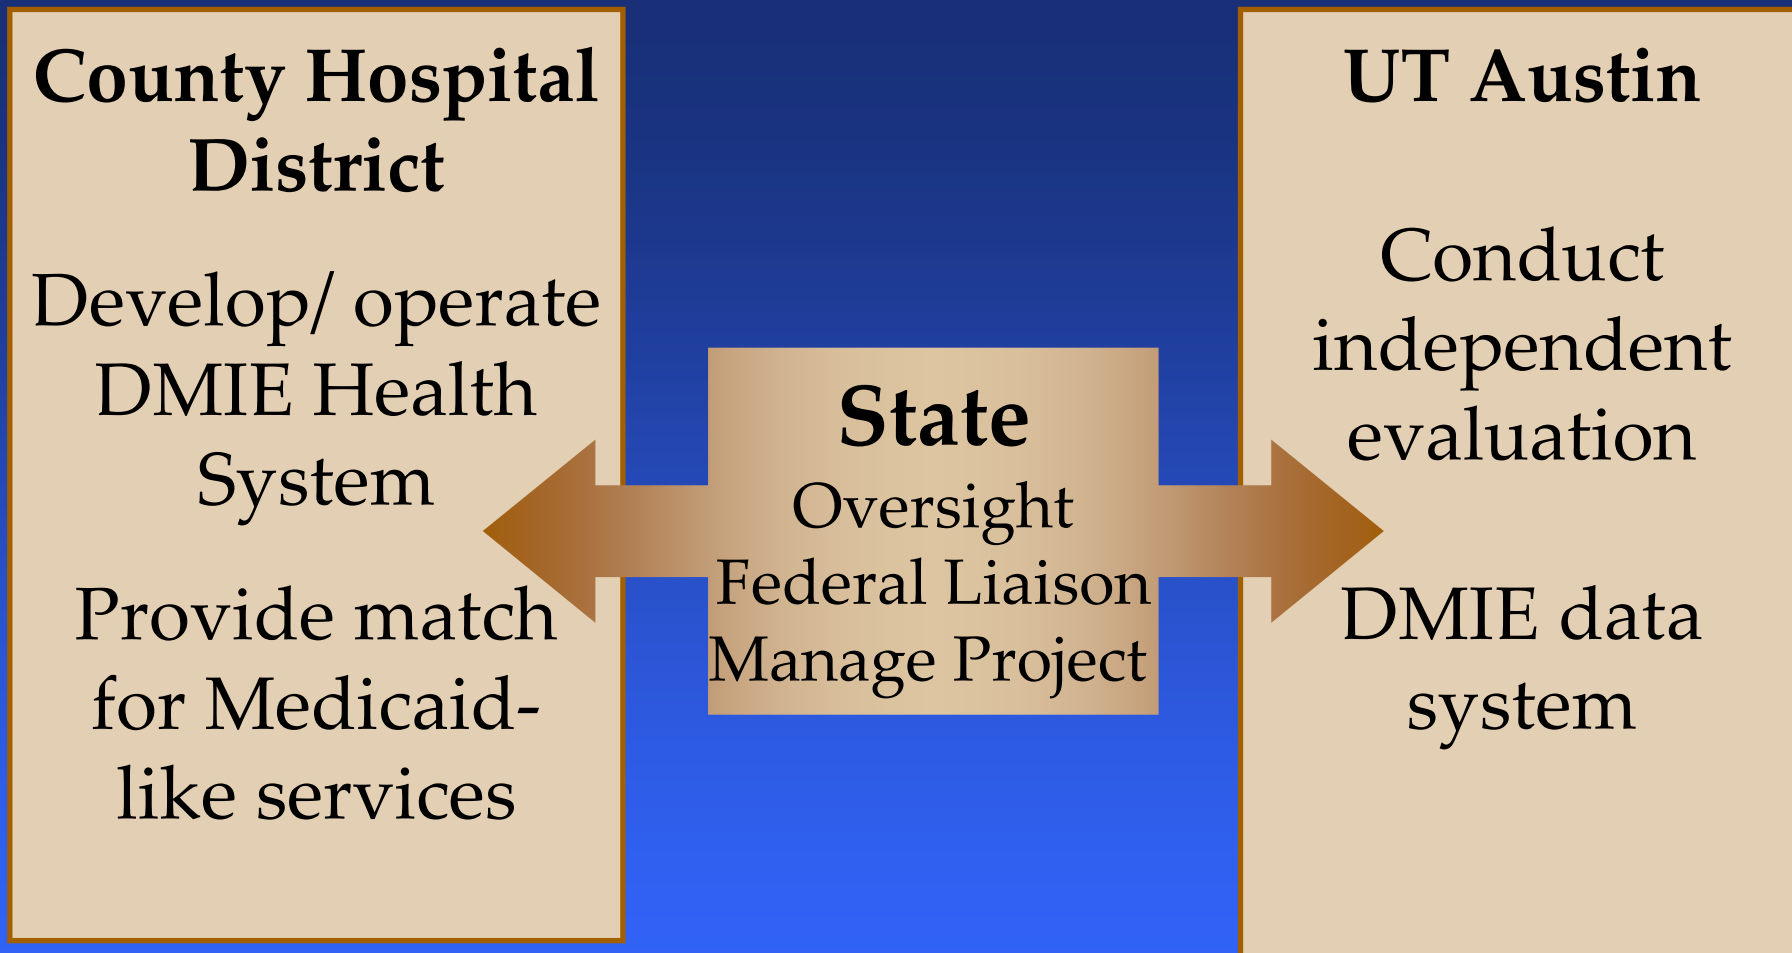 County Hospital
District
Develop/ operate
DMIE Health
System
Provide match
for Medicaid-
like services
State
Oversight
Federal Liaison
Manage Project
UT Austin
Conduct
independent
evaluation
DMIE data
system